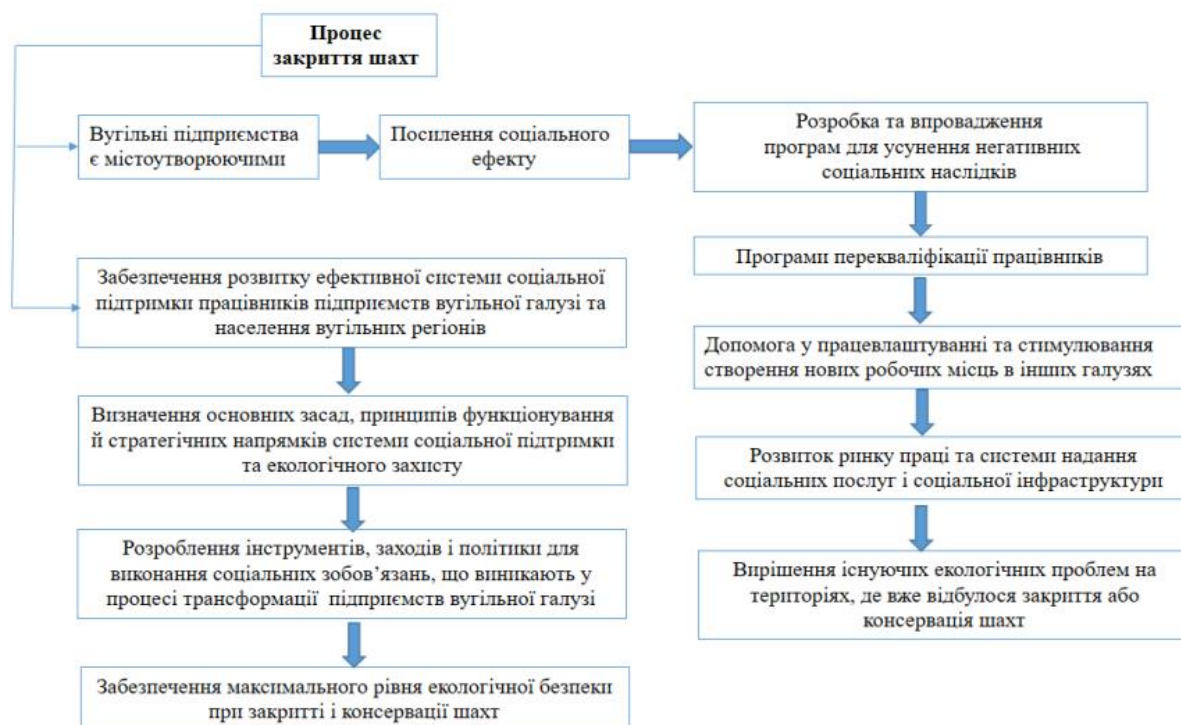 Процес
закриття шахт
Вугільні підприємства
є містоутворюючими
Посилення соціального
ефекту
Розробка та впровадження
програм для усунення негативних
соціальних наслідків
Програми перекваліфікації працівників
Допомога у працевлаштуванні та стимулювання
створення нових робочих місць в інших галузях
Розвиток ринку праці та системи надання
соціальних послуг і соціальної інфраструктури
Вирішення існуючих екологічних проблем на
територіях, де вже відбулося закриття або
консервація шахт
Забезпечення розвитку ефективної системи соціальної
підтримки працівників підприємств вугільної галузі та
населення вугільних регіонів
Визначення основних засад, принципів функціонування
й стратегічних напрямків системи соціальної підтримки
та екологічного захисту
Розроблення інструментів, заходів і політики для
виконання соціальних зобов’язань, що виникають у
процесі трансформації підприємств вугільної галузі
Забезпечення максимального рівня екологічної безпеки
при закритті і консервації шахт